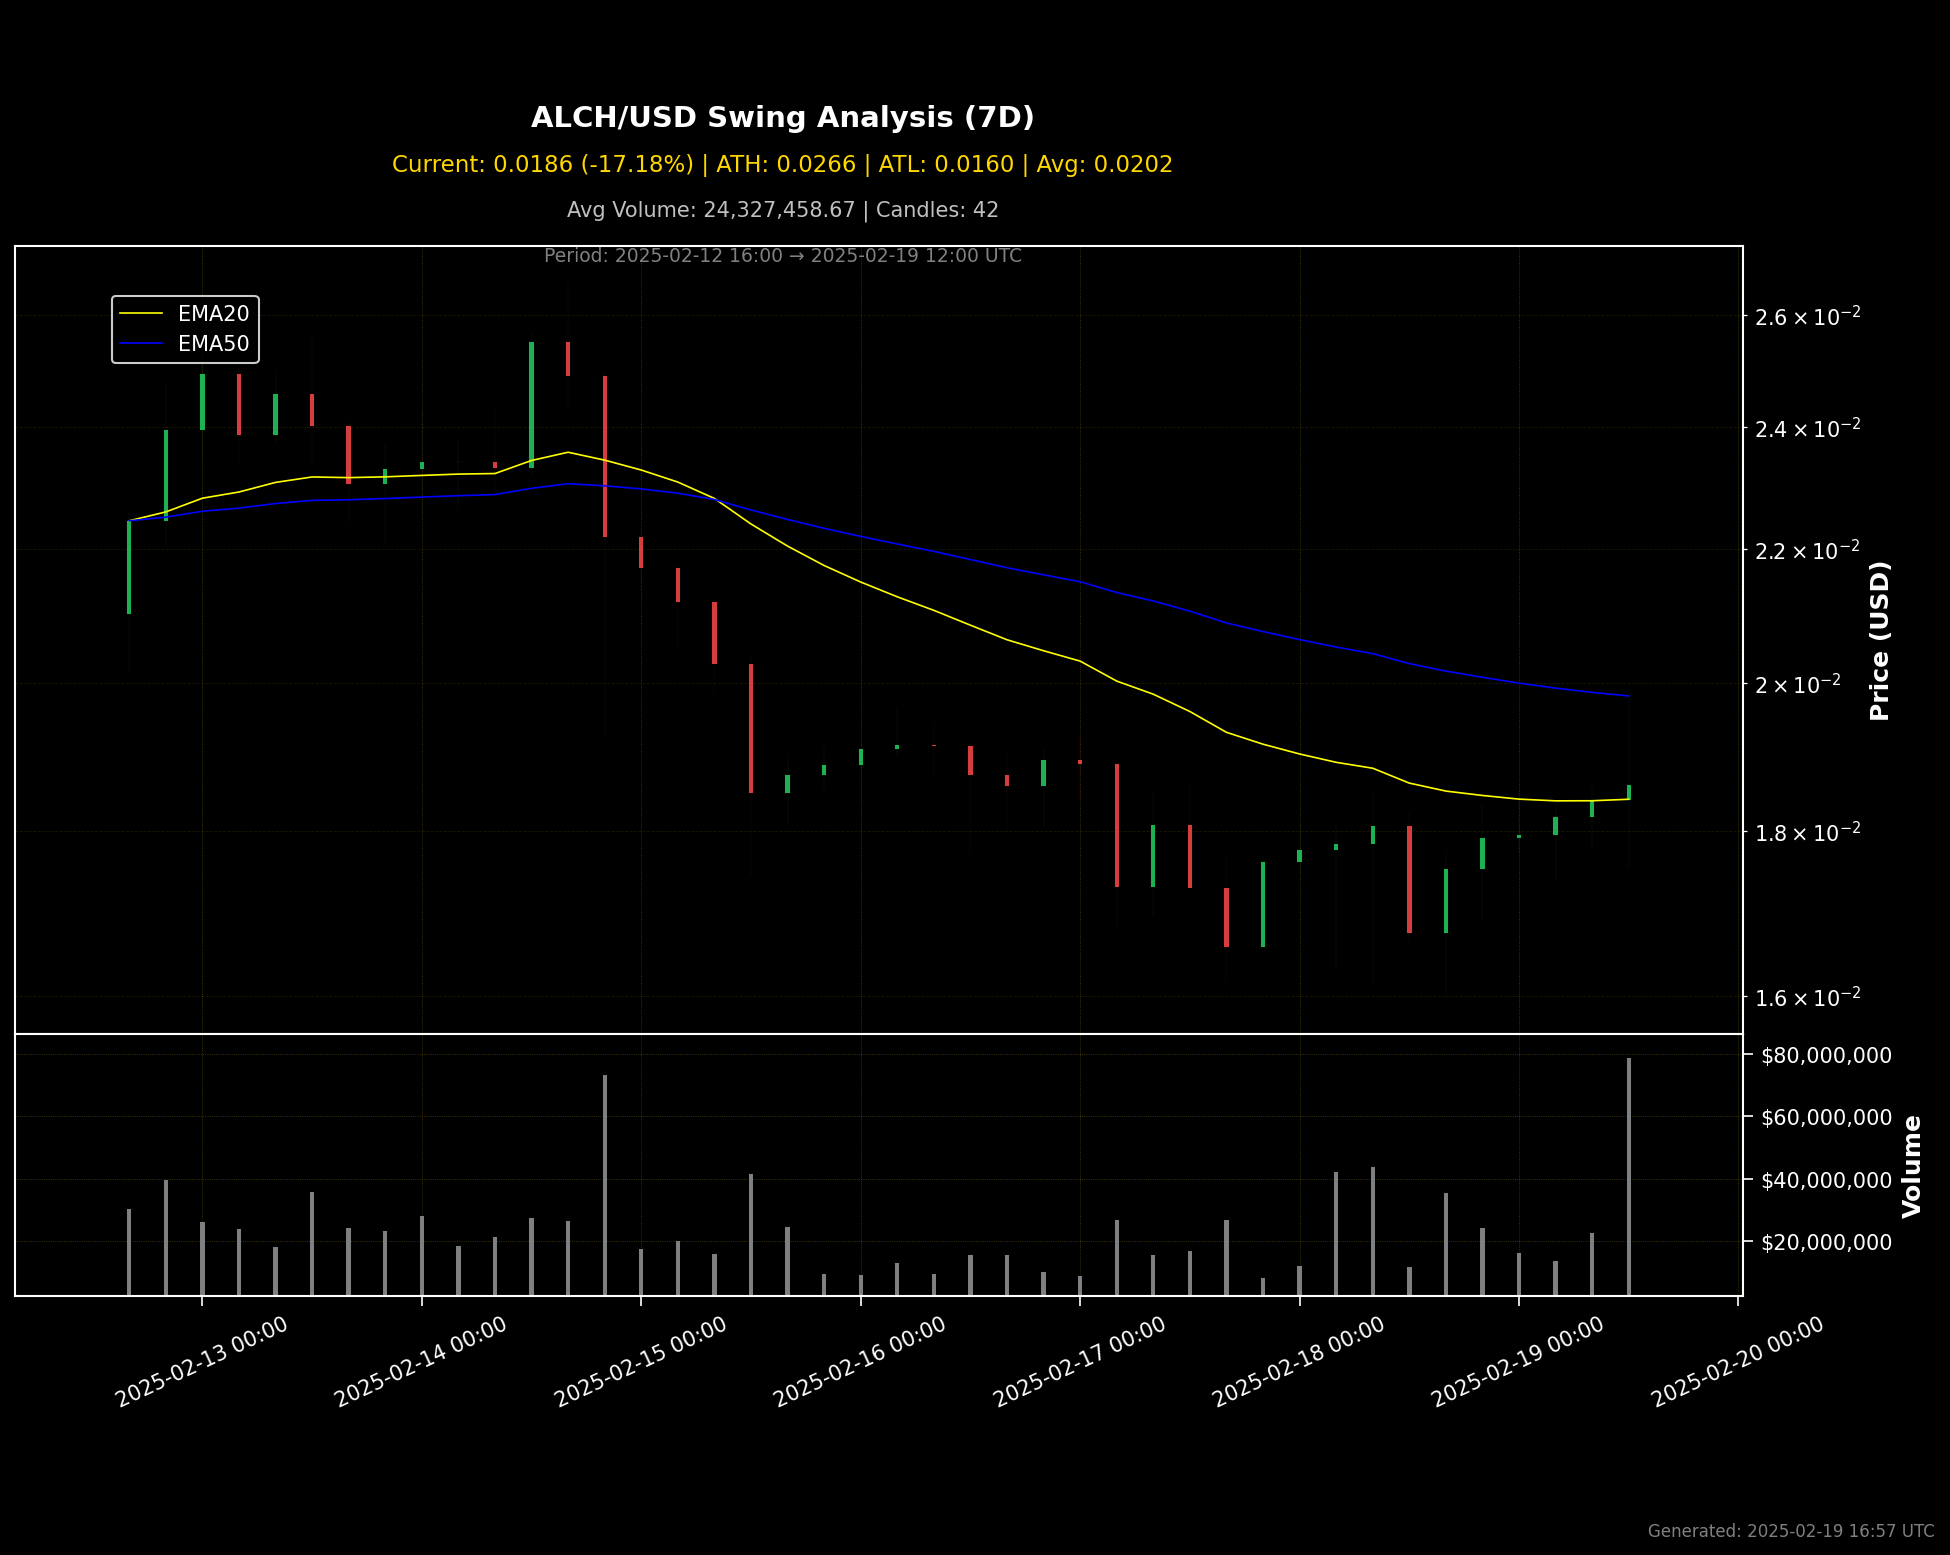 ALCH/USD Swing Analysis (7D)
Current: 0.0186 (-17.18%) | ATH: 0.0266 | ATL: 0.0160 | Avg: 0.0202
Avg Volume: 24,327,458.67 | Candles: 42
Period: 2025-02-12 16:00 → 2025-02-19 12:00 UTC
EMA20
EMA50
2.6 × 10⁻²
2.4 × 10⁻²
2.2 × 10⁻²
2 × 10⁻²
1.8 × 10⁻²
1.6 × 10⁻²
Price (USD)
$80,000,000
$60,000,000
$40,000,000
$20,000,000
Volume
2025-02-13 00:00
2025-02-14 00:00
2025-02-15 00:00
2025-02-16 00:00
2025-02-17 00:00
2025-02-18 00:00
2025-02-19 00:00
2025-02-20 00:00
Generated: 2025-02-19 16:57 UTC